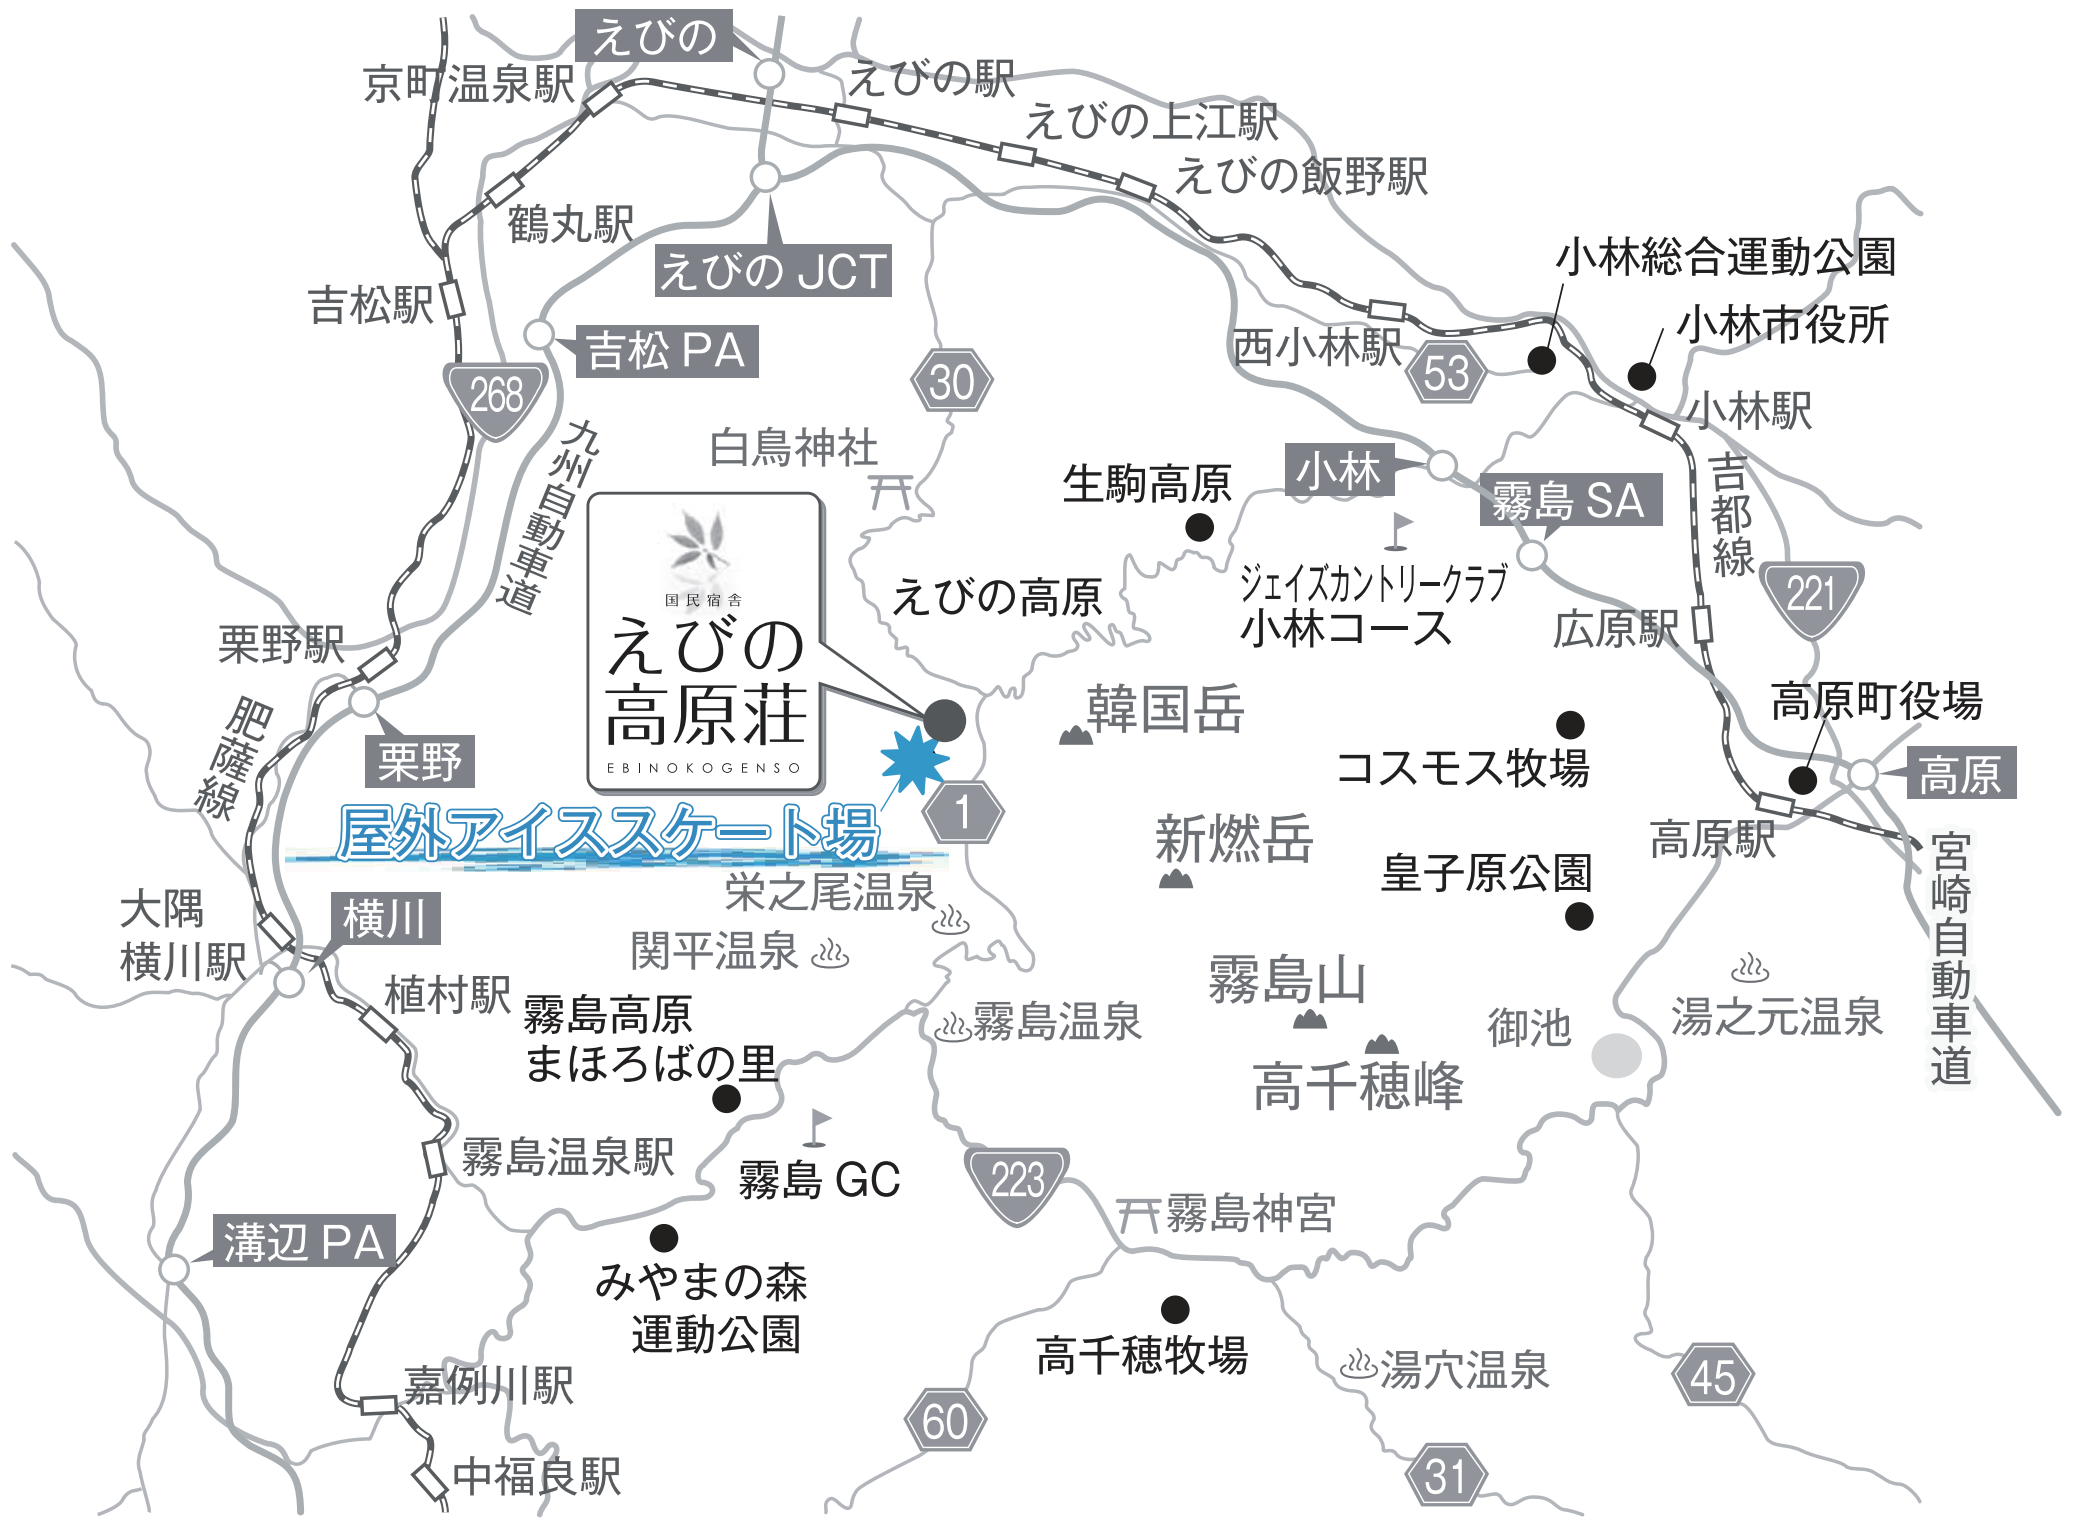 えびの
京町温泉駅
えびの駅
えびの上江駅
えびの飯野駅
鶴丸駅
えびの JCT
小林総合運動公園
吉松駅
小林市役所
吉松 PA
西小林駅
268
30
53
小林駅
九州自動車道
白鳥神社
生駒高原
小林
霧島 SA
吉都線
国民宿舎
えびの
高原荘
EBINOKOGENSO
えびの高原
ジェイズカントリークラブ
小林コース
221
広原駅
栗野駅
肥薩線
栗野
韓国岳
高原町役場
コスモス牧場
高原
屋外アイススケート場
1
新燃岳
高原駅
皇子原公園
宮崎自動車道
大隅
横川駅
横川
栄之尾温泉
関平温泉
植村駅
霧島高原
まほろばの里
霧島温泉
霧島山
御池
湯之元温泉
高千穂峰
霧島温泉駅
霧島 GC
223
霧島神宮
溝辺 PA
みやまの森
運動公園
高千穂牧場
湯穴温泉
45
嘉例川駅
60
中福良駅
31